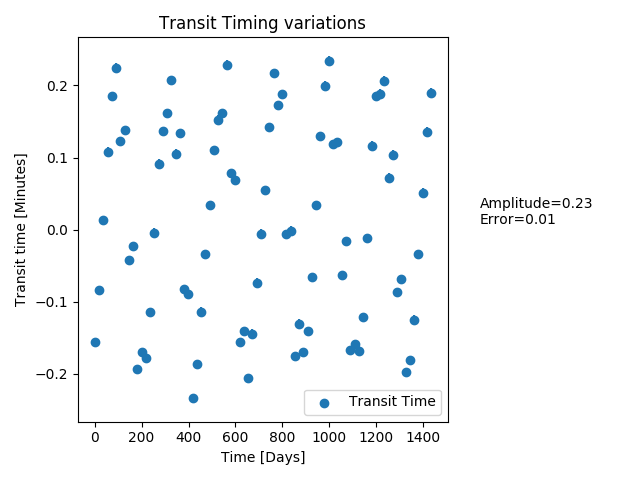 Transit Timing variations
0.2
0.1
0.0
−0.1
−0.2
Transit time [Minutes]
Amplitude=0.23
Error=0.01
Transit Time
0 200 400 600 800 1000 1200 1400
Time [Days]